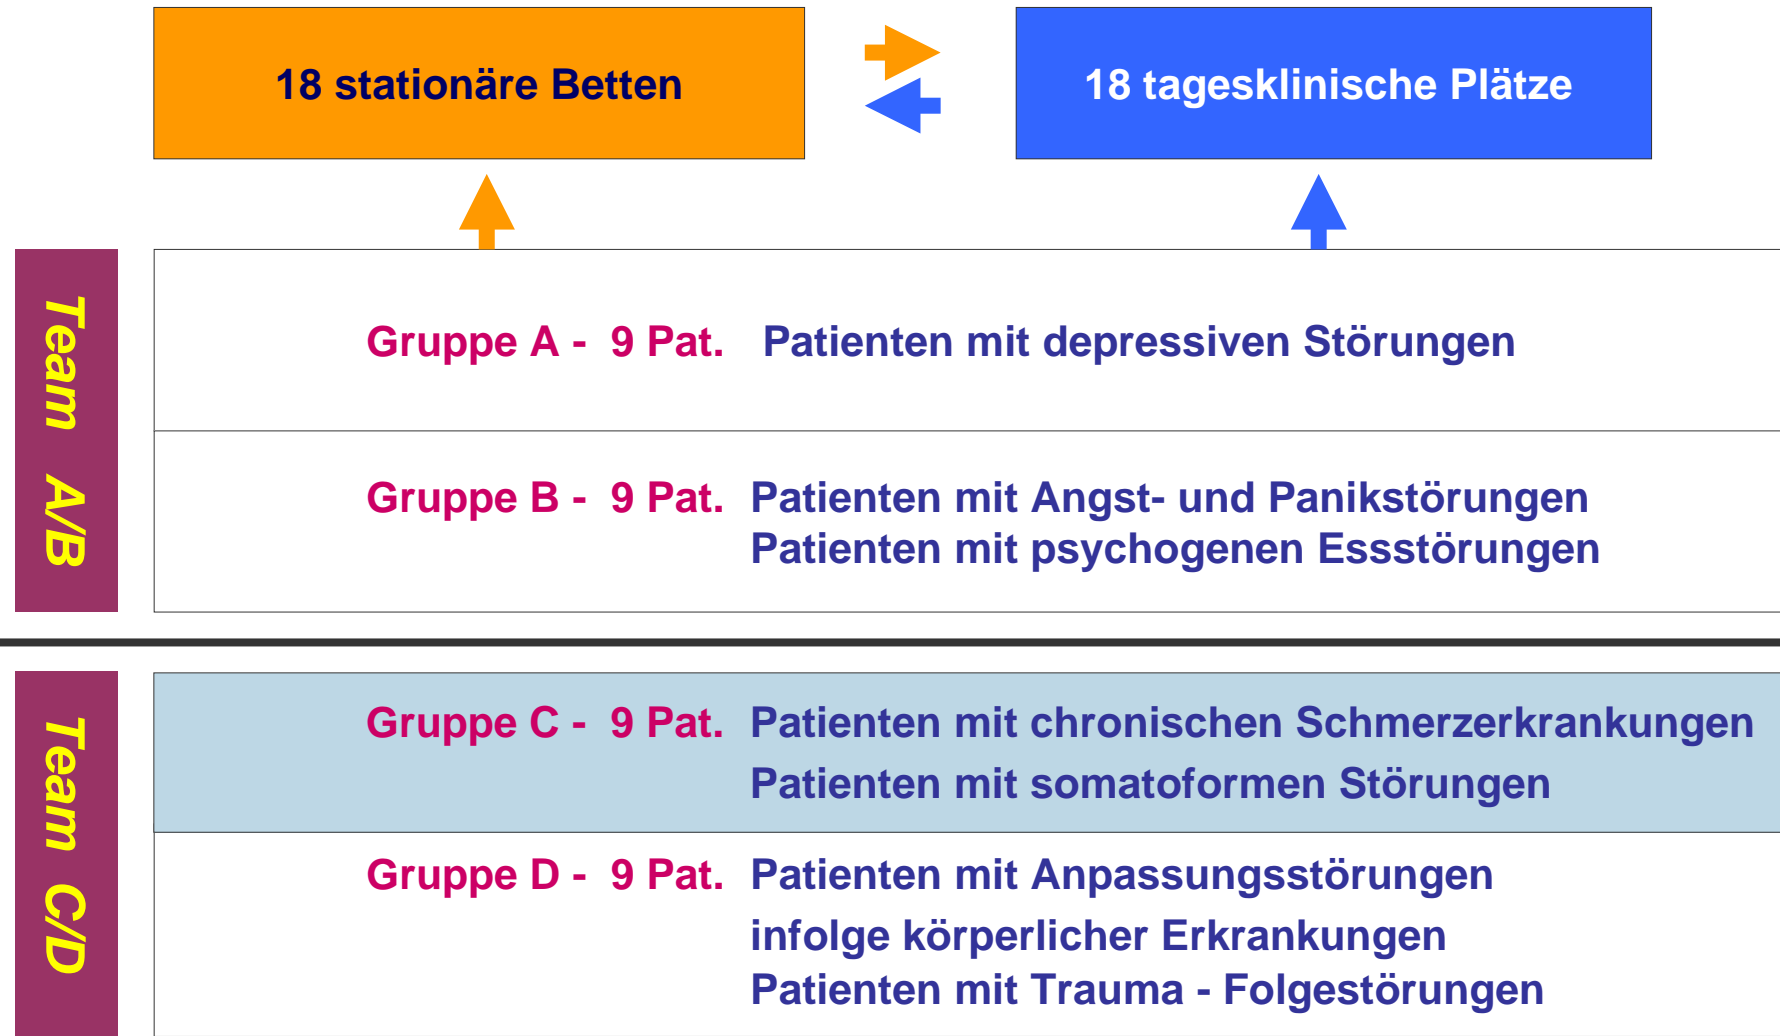 18 stationäre Betten
18 tagesklinische Plätze
Team A/B
Gruppe A - 9 Pat. Patienten mit depressiven Störungen
Gruppe B - 9 Pat. Patienten mit Angst- und Panikstörungen
Patienten mit psychogenen Essstörungen
Team C/D
Gruppe C - 9 Pat. Patienten mit chronischen Schmerzerkrankungen
Patienten mit somatoformen Störungen
Gruppe D - 9 Pat. Patienten mit Anpassungsstörungen
infolge körperlicher Erkrankungen
Patienten mit Trauma - Folgestörungen